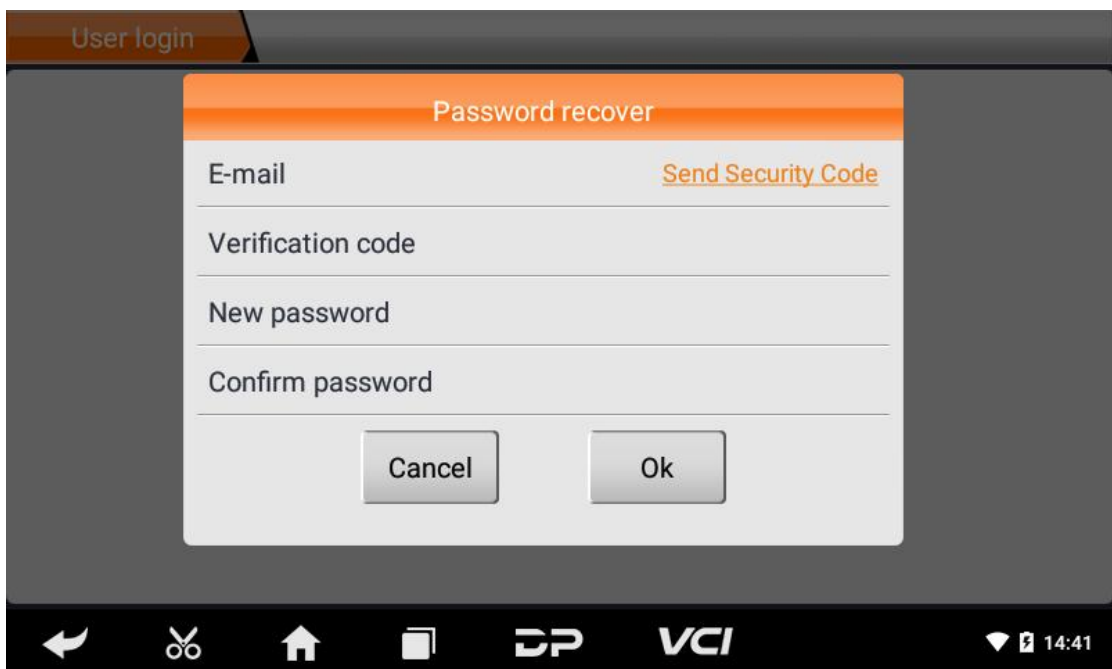 User login
Password recover
E-mail Send Security Code
Verification code
New password
Confirm password
Cancel Ok
DP VCI 14:41